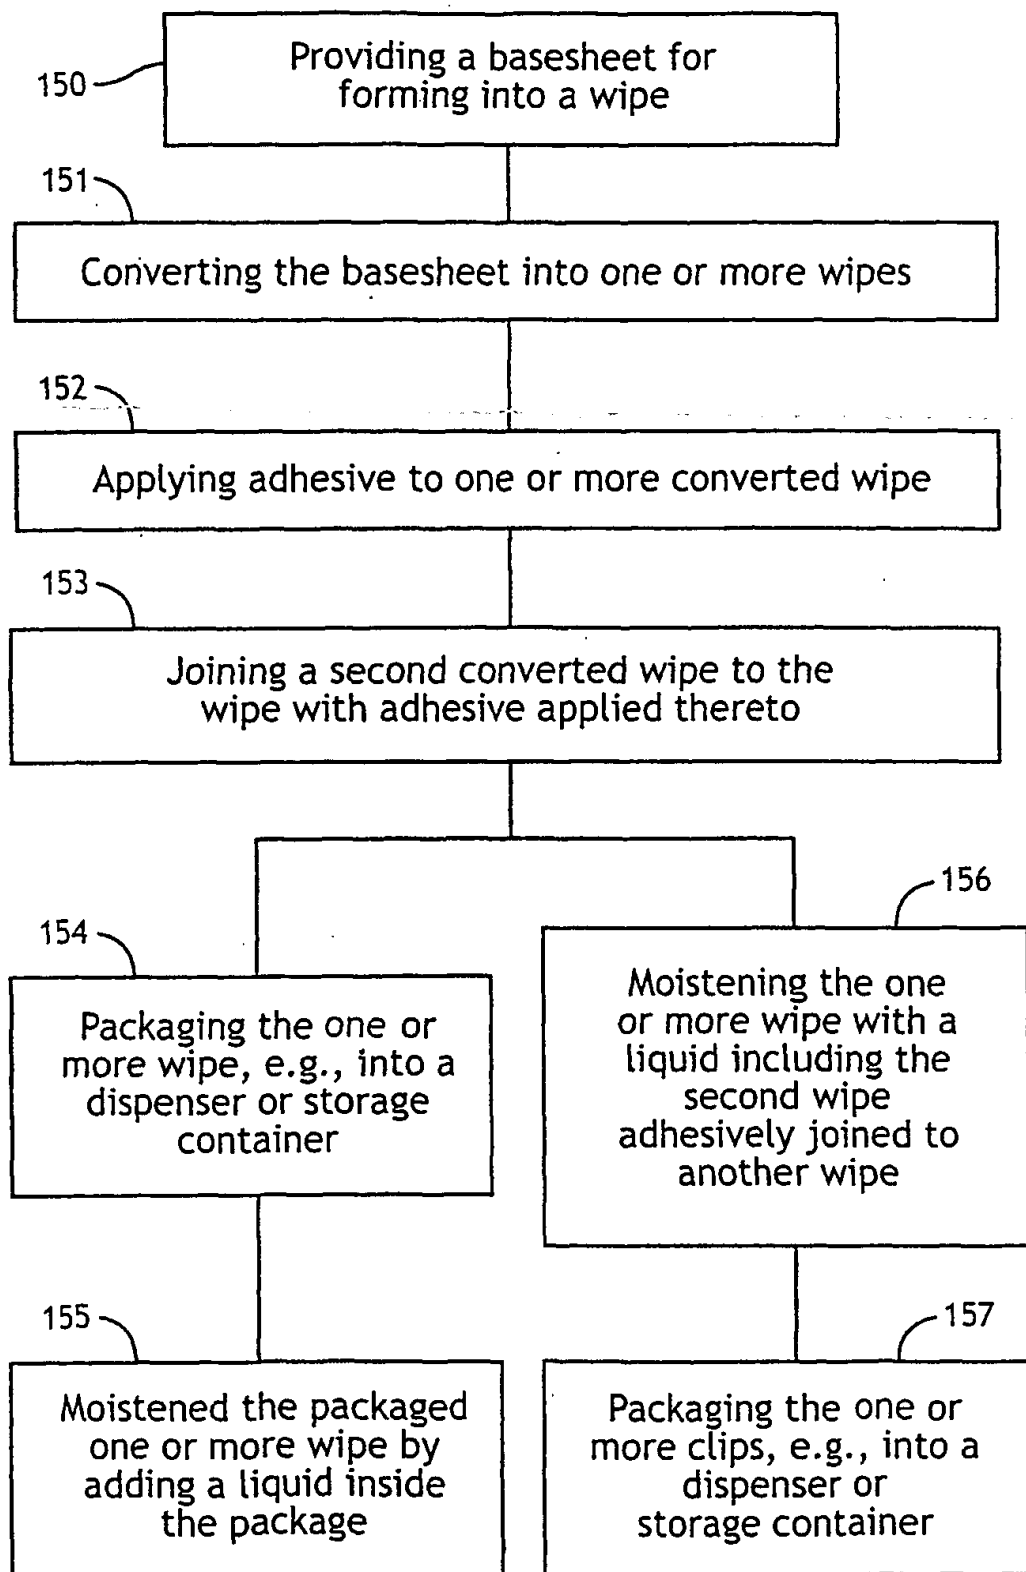 150
Providing a basesheet for
forming into a wipe
151
Converting the basesheet into one or more wipes
152
Applying adhesive to one or more converted wipe
153
Joining a second converted wipe to the
wipe with adhesive applied thereto
154
Packaging the one or
more wipe, e.g., into a
dispenser or storage
container
156
Moistening the one
or more wipe with a
liquid including the
second wipe
adhesively joined to
another wipe
155
Moistened the packaged
one or more wipe by
adding a liquid inside
the package
157
Packaging the one or
more clips, e.g., into a
dispenser or
storage container